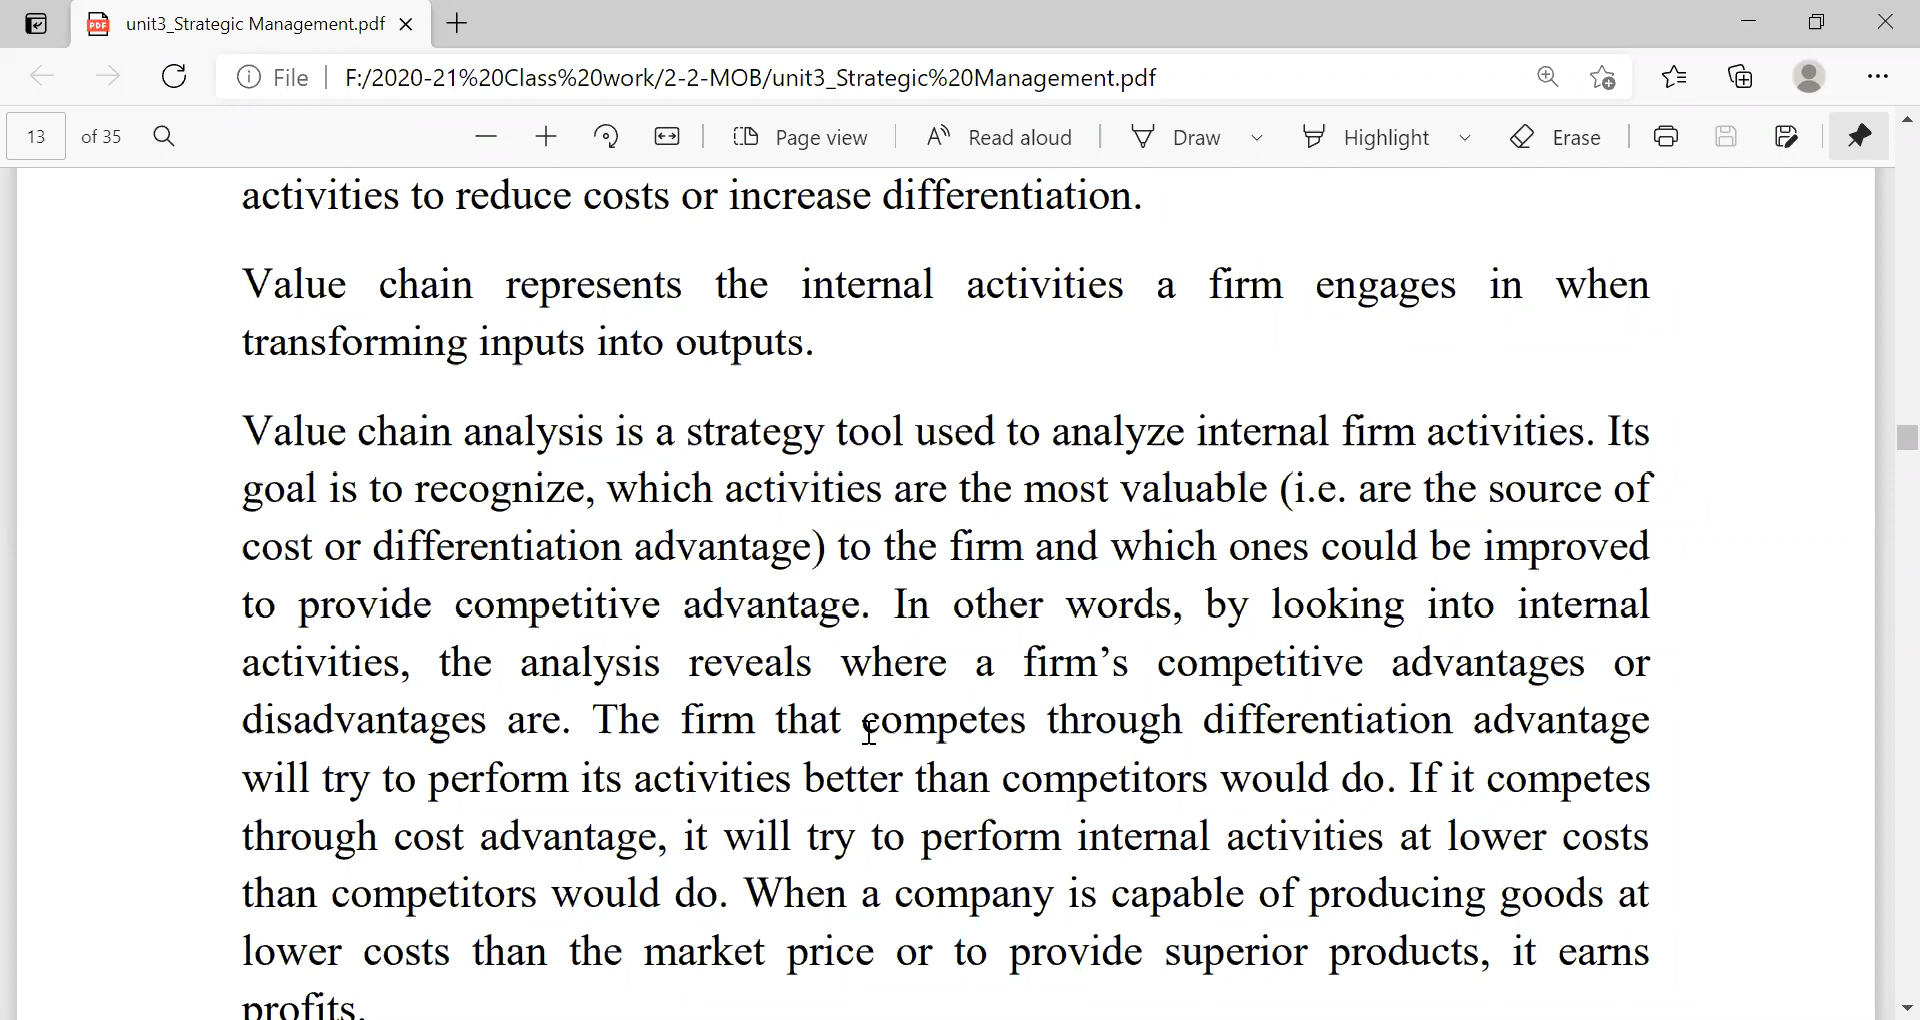 unit3_Strategic Management.pdf
File F:/2020-21%20Class%20work/2-2-MOB/unit3_Strategic%20Management.pdf
13 of 35 Page view Read aloud Draw Highlight Erase
activities to reduce costs or increase differentiation.
Value chain represents the internal activities a firm engages in when
transforming inputs into outputs.
Value chain analysis is a strategy tool used to analyze internal firm activities. Its
goal is to recognize, which activities are the most valuable (i.e. are the source of
cost or differentiation advantage) to the firm and which ones could be improved
to provide competitive advantage. In other words, by looking into internal
activities, the analysis reveals where a firm’s competitive advantages or
disadvantages are. The firm that competes through differentiation advantage
will try to perform its activities better than competitors would do. If it competes
through cost advantage, it will try to perform internal activities at lower costs
than competitors would do. When a company is capable of producing goods at
lower costs than the market price or to provide superior products, it earns
profits.